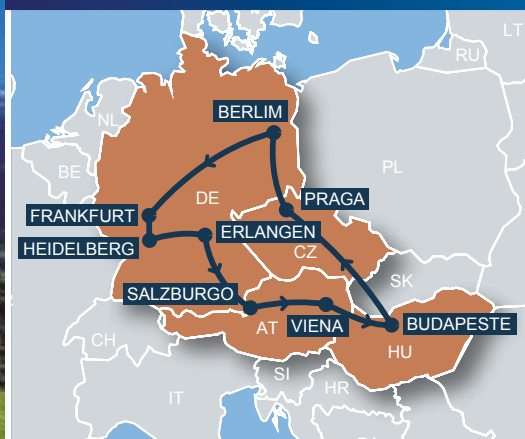 LT
RU
BERLIM
NL
BE
PL
DE
PRAGA
FRANKFURT
ERLANGEN
HEIDELBERG
CZ
SK
SALZBURGO
VIENA
BUDAPESTE
AT
CH
HU
SI
HR
IT